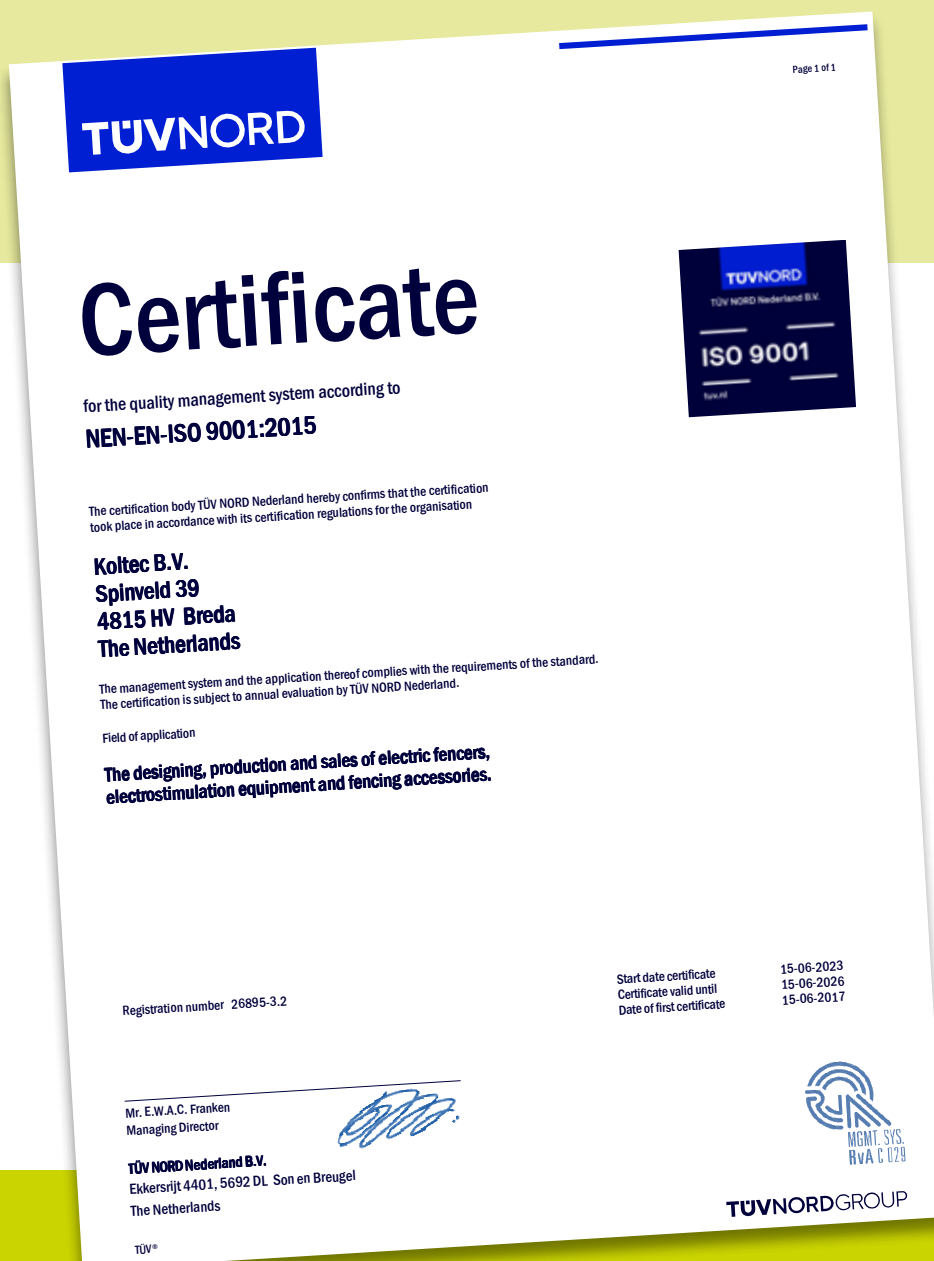 Page 1 of 1
TÜVNORD
Certificate
TÜVNORD
TÜV NORD Nederland B.V.
ISO 9001
tuv.nl
for the quality management system according to
NEN-EN-ISO 9001:2015
The certification body TÜV NORD Nederland hereby confirms that the certification
took place in accordance with its certification regulations for the organisation
Koltec B.V.
Spinveld 39
4815 HV Breda
The Netherlands
The management system and the application thereof complies with the requirements of the standard.
The certification is subject to annual evaluation by TÜV NORD Nederland.
Field of application
The designing, production and sales of electric fencers,
electrostimulation equipment and fencing accessories.
Registration number 26895-3.2
Start date certificate 15-06-2023
Certificate valid until 15-06-2026
Date of first certificate 15-06-2017
Mr. E.W.A.C. Franken
Managing Director
TÜV NORD Nederland B.V.
Ekkersrijt 4401, 5692 DL Son en Breugel
The Netherlands
TÜV®
RvA
MGMT. SYS.
RvA C 029
TÜVNORDGROUP